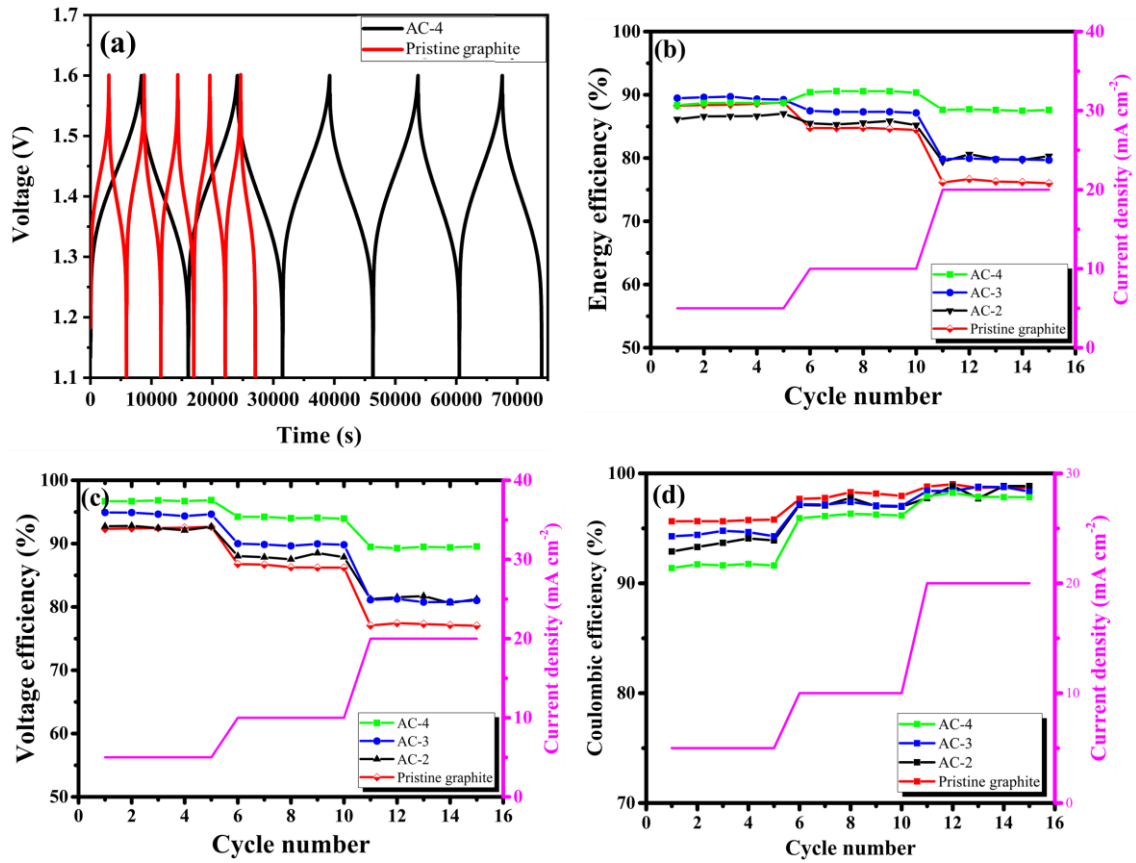 (a)
AC-4
Pristine graphite
1.7
1.6
1.5
1.4
1.3
1.2
1.1
Voltage (V)
0 10000 20000 30000 40000 50000 60000 70000
Time (s)
(b)
100
90
80
70
60
50
Energy efficiency (%)
40
35
30
25
20
15
10
5
0
Current density (mA cm-2)
AC-4
AC-3
AC-2
Pristine graphite
0 2 4 6 8 10 12 14 16
Cycle number
(c)
100
90
80
70
60
50
Voltage efficiency (%)
40
30
20
10
0
Current density (mA cm-2)
AC-4
AC-3
AC-2
Pristine graphite
0 2 4 6 8 10 12 14 16
Cycle number
(d)
100
90
80
70
Coulombic efficiency (%)
30
20
10
0
Current density (mA cm-2)
AC-4
AC-3
AC-2
Pristine graphite
0 2 4 6 8 10 12 14 16
Cycle number